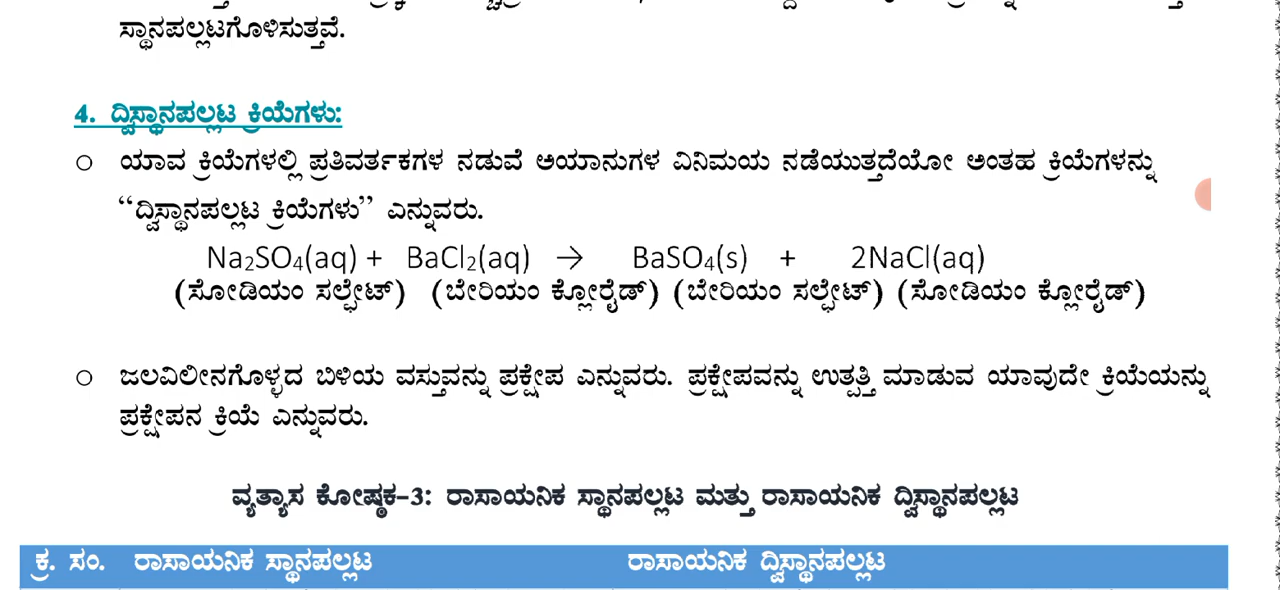 ಸ್ಥಾನಪಲ್ಲಟಗೊಳಿಸುತ್ತವೆ.
4. ದ್ವಿಸ್ಥಾನಪಲ್ಲಟ ಕ್ರಿಯೆಗಳು:
○ ಯಾವ ಕ್ರಿಯೆಗಳಲ್ಲಿ ಪ್ರತಿವರ್ತಕಗಳ ನಡುವೆ ಅಯಾನುಗಳ ವಿನಿಮಯ ನಡೆಯುತ್ತದೆಯೋ ಅಂತಹ ಕ್ರಿಯೆಗಳನ್ನು
“ದ್ವಿಸ್ಥಾನಪಲ್ಲಟ ಕ್ರಿಯೆಗಳು” ಎನ್ನುವರು.
Na₂SO₄(aq) + BaCl₂(aq) → BaSO₄(s) + 2NaCl(aq)
(ಸೋಡಿಯಂ ಸಲ್ಫೇಟ್) (ಬೇರಿಯಂ ಕ್ಲೋರೈಡ್) (ಬೇರಿಯಂ ಸಲ್ಫೇಟ್) (ಸೋಡಿಯಂ ಕ್ಲೋರೈಡ್)
○ ಜಲವಿಲೀನಗೊಳ್ಳದ ಬಿಳಿಯ ವಸ್ತುವನ್ನು ಪ್ರಕ್ಷೇಪ ಎನ್ನುವರು. ಪ್ರಕ್ಷೇಪವನ್ನು ಉತ್ಪತ್ತಿ ಮಾಡುವ ಯಾವುದೇ ಕ್ರಿಯೆಯನ್ನು
ಪ್ರಕ್ಷೇಪನ ಕ್ರಿಯೆ ಎನ್ನುವರು.
ವ್ಯತ್ಯಾಸ ಕೋಷ್ಠಕ-3: ರಾಸಾಯನಿಕ ಸ್ಥಾನಪಲ್ಲಟ ಮತ್ತು ರಾಸಾಯನಿಕ ದ್ವಿಸ್ಥಾನಪಲ್ಲಟ
ಕ್ರ. ಸಂ. ರಾಸಾಯನಿಕ ಸ್ಥಾನಪಲ್ಲಟ ರಾಸಾಯನಿಕ ದ್ವಿಸ್ಥಾನಪಲ್ಲಟ